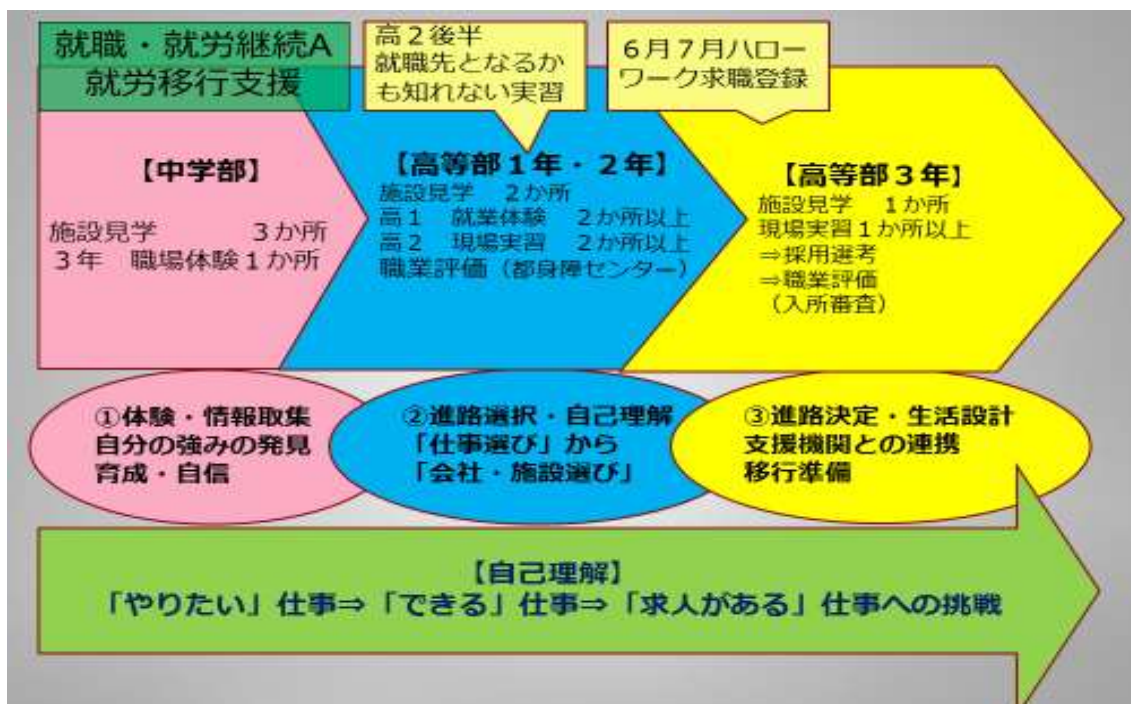 就職・就労継続A
就労移行支援
高２後半
就職先となるか
も知れない実習
６月７月ハロー
ワーク求職登録
【中学部】
施設見学　　　３か所
３年　職場体験１か所
【高等部１年・２年】
施設見学　２か所
高１　就業体験　２か所以上
高２　現場実習　２か所以上
職業評価（都身障センター）
【高等部３年】
施設見学　１か所
現場実習１か所以上
⇒採用選考
⇒職業評価
（入所審査）
①体験・情報取集
自分の強みの発見
育成・自信
②進路選択・自己理解
「仕事選び」から
「会社・施設選び」
③進路決定・生活設計
支援機関との連携
移行準備
【自己理解】
「やりたい」仕事⇒「できる」仕事⇒「求人がある」仕事への挑戦